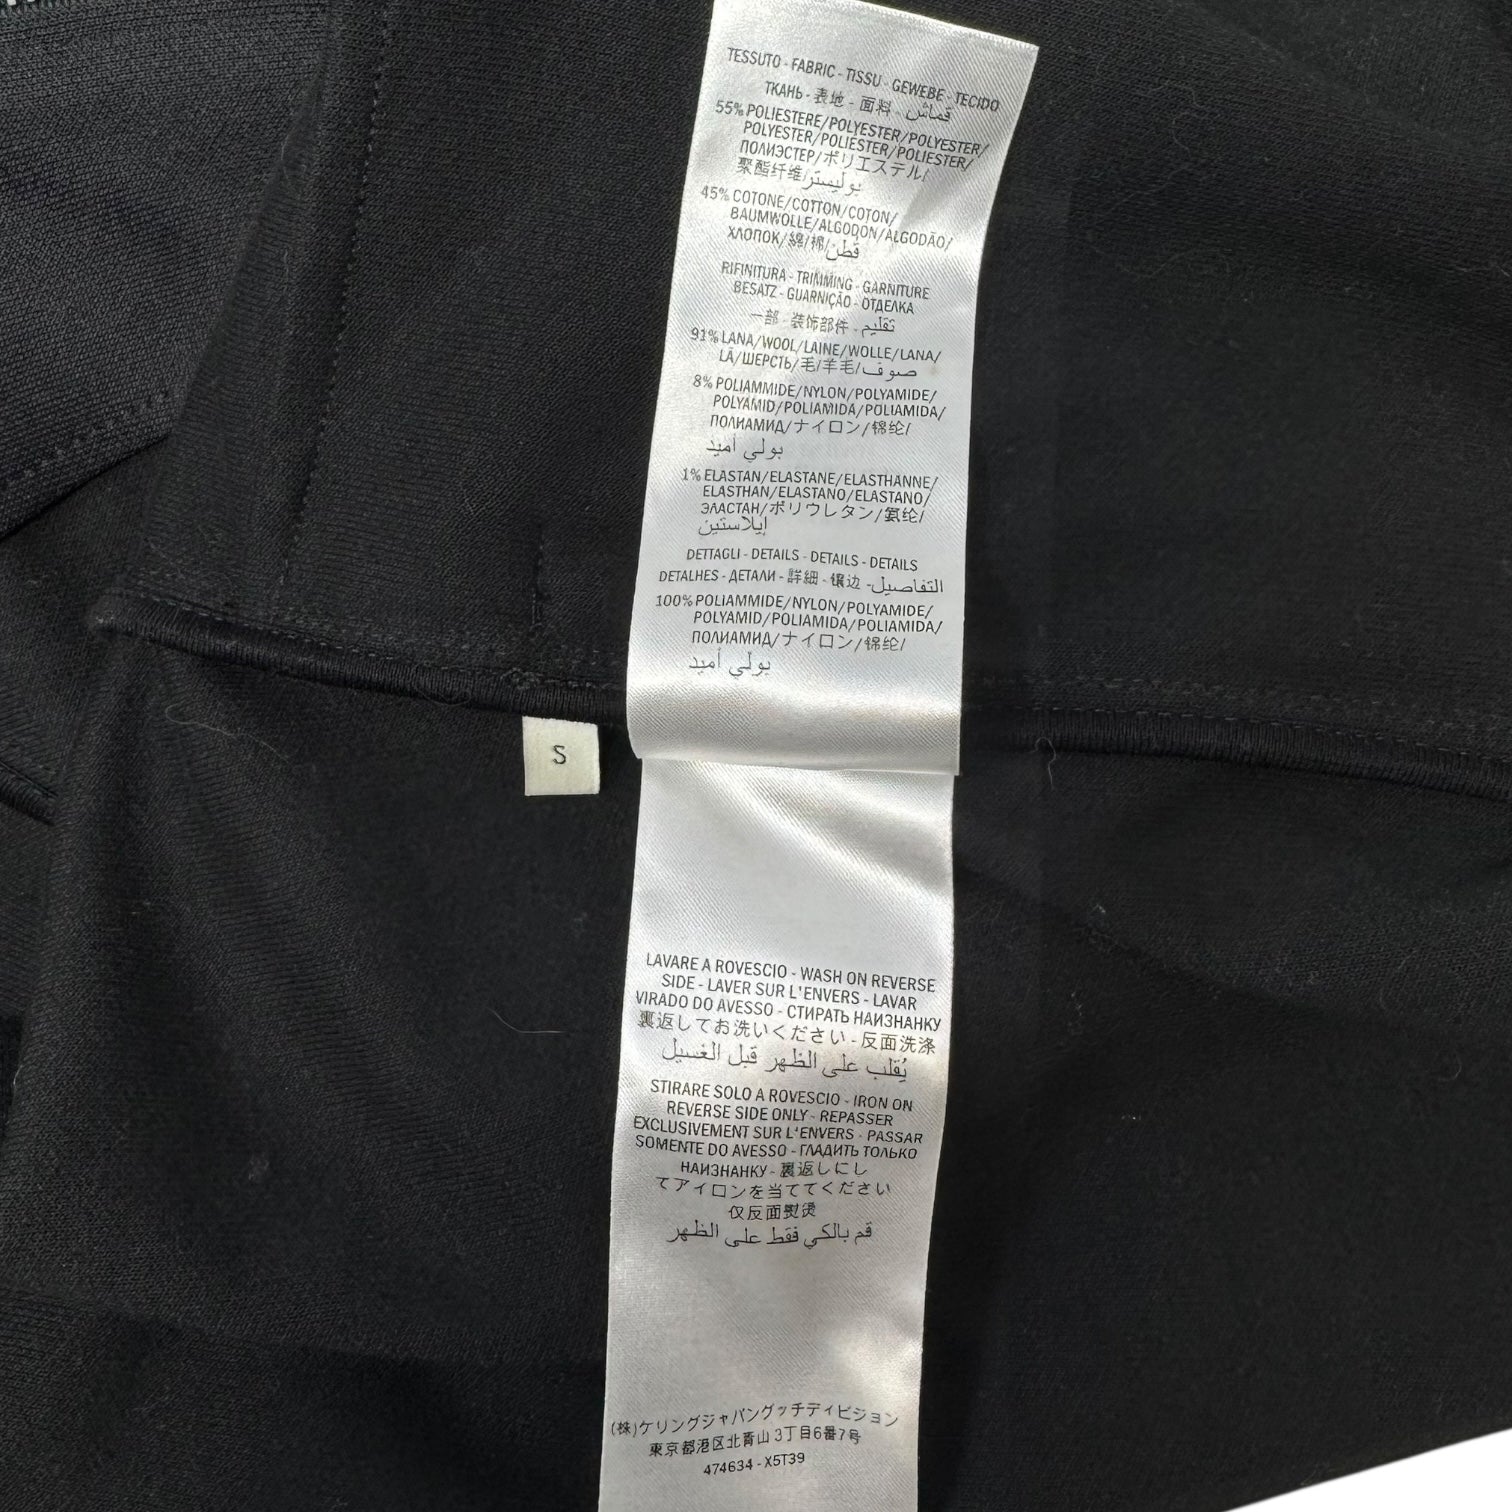 TESSUTO - FABRIC - TISSU - GEWEBE - TECIDO
ТКАНЬ - 表地 - 面料 - قماش
55% POLIESTERE/POLYESTER/POLYESTER/
POLYESTER/POLIÉSTER/POLIESTER/
ПОЛИЭСТЕР/ポリエステル/
聚酯纤维/بوليستر
45% COTONE/COTTON/COTON/
BAUMWOLLE/ALGODÓN/ALGODÃO/
ХЛОПОК/綿/棉/قطن
RIFINITURA - TRIMMING - GARNITURE
BESATZ - GUARNIÇÃO - ОТДЕЛКА
一部 - 装饰部件 - تقليم
91% LANA/WOOL/LAINE/WOLLE/LANA/
LÃ/ШЕРСТЬ/毛/羊毛/صوف
8% POLIAMMIDE/NYLON/POLYAMIDE/
POLYAMID/POLIAMIDA/POLIAMIDA/
ПОЛИАМИД/ナイロン/锦纶/
بولي أميد
1% ELASTAN/ELASTANE/ELASTHANNE/
ELASTHAN/ELASTANO/ELASTANO/
ЭЛАСТАН/ポリウレタン/氨纶/
إيلاستين
DETTAGLI - DETAILS - DETAILS - DETAILS
DETALHES - ДЕТАЛИ - 詳細 - 镶边 - التفاصيل
100% POLIAMMIDE/NYLON/POLYAMIDE/
POLYAMID/POLIAMIDA/POLIAMIDA/
ПОЛИАМИД/ナイロン/锦纶/
بولي أميد
S
LAVARE A ROVESCIO - WASH ON REVERSE
SIDE - LAVER SUR L'ENVERS - LAVAR
VIRADO DO AVESSO - СТИРАТЬ НАИЗНАНКУ
裏返してお洗いください - 反面洗涤
يُقلب على الظهر قبل الغسيل
STIRARE SOLO A ROVESCIO - IRON ON
REVERSE SIDE ONLY - REPASSER
EXCLUSIVEMENT SUR L'ENVERS - PASSAR
SOMENTE DO AVESSO - ГЛАДИТЬ ТОЛЬКО
НАИЗНАНКУ - 裏返しにし
てアイロンを当ててください
仅反面熨烫
قم بالكي فقط على الظهر
(株)ケリングジャパングッチディビジョン
東京都港区北青山 3丁目6番7号
474634 - X5T39